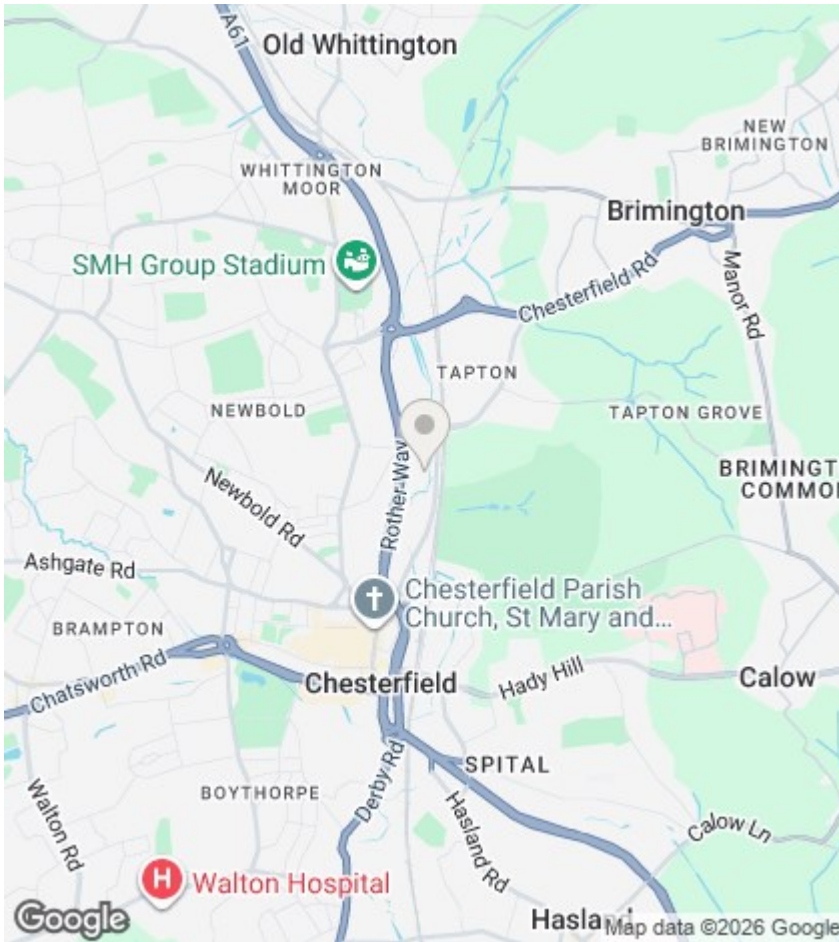 A61
Old Whittington
NEW
BRIMINGTON
WHITTINGTON
MOOR
Brimington
SMH Group Stadium
Chesterfield Rd
Manor Rd
TAPTON
NEWBOLD
TAPTON GROVE
Rother Way
BRIMINGT
COMMO
Newbold Rd
Ashgate Rd
Chesterfield Parish
Church, St Mary and...
BRAMPTON
Chatsworth Rd
Chesterfield
Hady Hill
Calow
Derby Rd
SPITAL
BOYTHORPE
Walton Rd
Hasland Rd
Calow Ln
H
Walton Hospital
Google
Hasland
Map data ©2026 Google